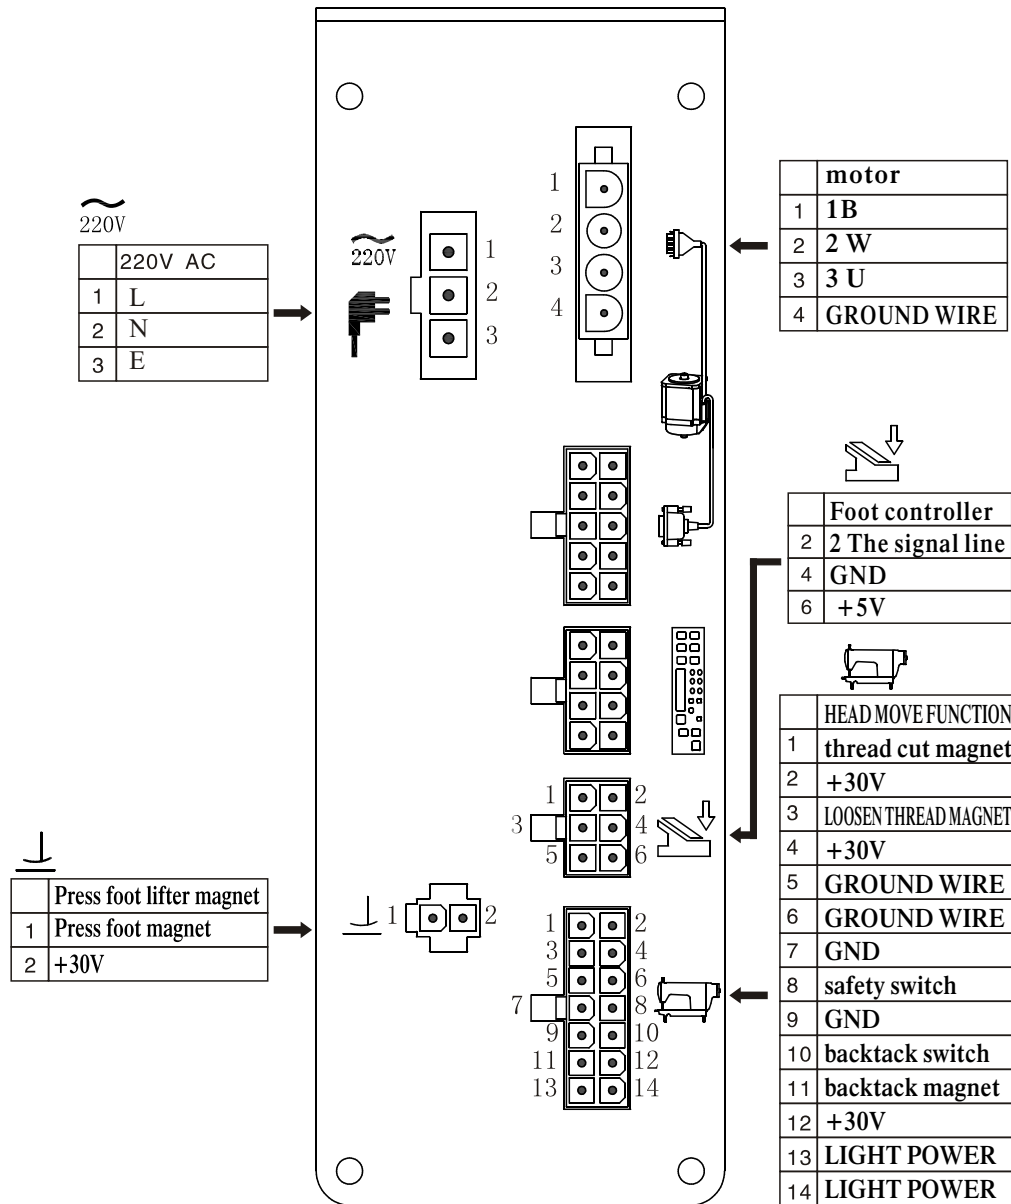 220V
220V AC
1 L
2 N
3 E
220V
1
2
3
1
2
3
4
motor
1 1B
2 2 W
3 3 U
4 GROUND WIRE
Foot controller
2 2 The signal line
4 GND
6 +5V
1 2
3 4
5 6
HEAD MOVE FUNCTION
1 thread cut magnet
2 +30V
3 LOOSEN THREAD MAGNET
4 +30V
5 GROUND WIRE
6 GROUND WIRE
7 GND
8 safety switch
9 GND
10 backtack switch
11 backtack magnet
12 +30V
13 LIGHT POWER
14 LIGHT POWER
Press foot lifter magnet
1 Press foot magnet
2 +30V
1 2
1 2
3 4
5 6
7 8
9 10
11 12
13 14